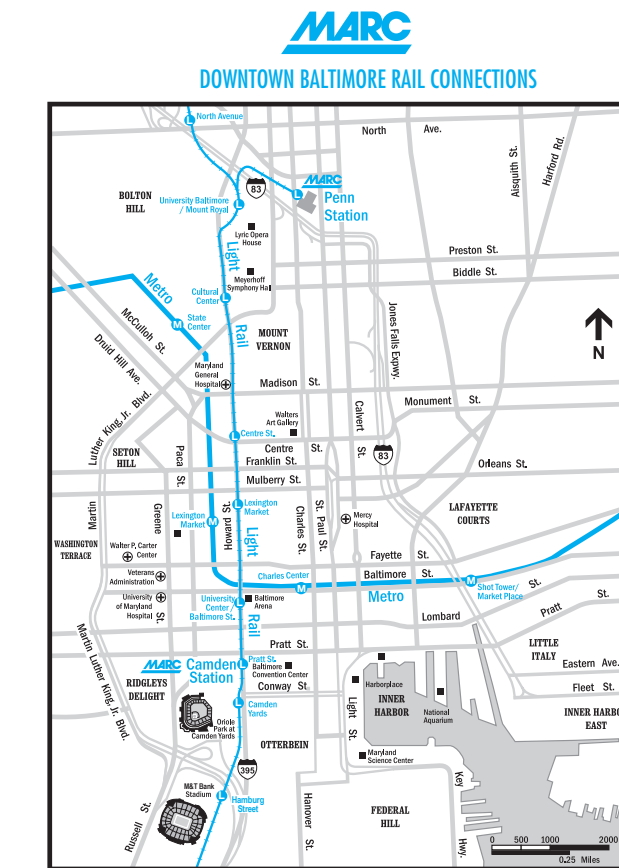 MARC
DOWNTOWN BALTIMORE RAIL CONNECTIONS
North Avenue
North Ave.
Aisquith St.
Harford Rd.
83
MARC
Penn
Station
BOLTON
HILL
University Baltimore
/ Mount Royal
Lyric Opera
House
Light
Preston St.
Biddle St.
Metro
Meyerhoff
Symphony Hal
Cultural
Center
State
Center
Rail
MOUNT
VERNON
Jones Falls Expwy.
N
McCulloh St.
Druid Hill Ave.
Maryland
General
Hospital
Madison St.
Monument St.
Luther King, Jr. Blvd.
Walters
Art Gallery
Calvert St.
Centre St.
Centre St.
83
SETON
HILL
Paca St.
Franklin St.
Orleans St.
Mulberry St.
Martin
Greene St.
Lexington
Market
Howard St.
Lexington
Market
Charles St.
St. Paul St.
Mercy
Hospital
LAFAYETTE
COURTS
WASHINGTON
TERRACE
Walter P, Carter
Center
Light
Fayette St.
Veterans
Administration
Charles Center
Baltimore St.
Shot Tower/
Market Place
University
of Maryland
Hospital
University
Center /
Baltimore St.
Baltimore
Arena
Metro
Rail
Lombard St.
Pratt St.
Martin Luther King, Jr. Blvd.
Pratt St.
LITTLE
ITALY
MARC Camden
Station
Pratt St.
Baltimore
Convention Center
Eastern Ave.
RIDGLEYS
DELIGHT
Conway St.
Harborplace
Fleet St.
Camden
Yards
Light St.
INNER
HARBOR
National
Aquarium
INNER HARBO
EAST
Oriole
Park at
Camden Yards
OTTERBEIN
Maryland
Science Center
395
M&T Bank
Stadium
Hamburg
Street
Key Hwy.
Russell St.
Hanover St.
FEDERAL
HILL
0 500 1000 2000
0.25 Miles